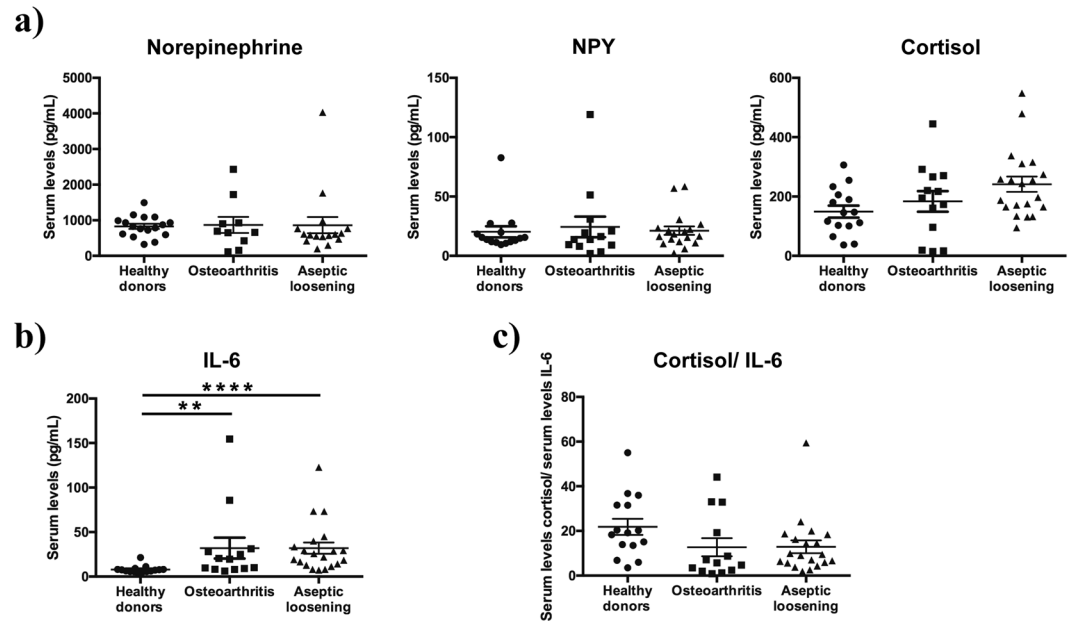 a)
Norepinephrine
Serum levels (pg/mL)
5000
4000
3000
2000
1000
0
Healthy
donors
Osteoarthritis
Aseptic
loosening
NPY
Serum levels (pg/mL)
150
100
50
0
Healthy
donors
Osteoarthritis
Aseptic
loosening
Cortisol
Serum levels (pg/mL)
600
400
200
0
Healthy
donors
Osteoarthritis
Aseptic
loosening
b)
IL-6
****
**
Serum levels (pg/mL)
200
150
100
50
0
Healthy
donors
Osteoarthritis
Aseptic
loosening
c)
Cortisol/ IL-6
Serum levels cortisol/ serum levels IL-6
80
60
40
20
0
Healthy
donors
Osteoarthritis
Aseptic
loosening